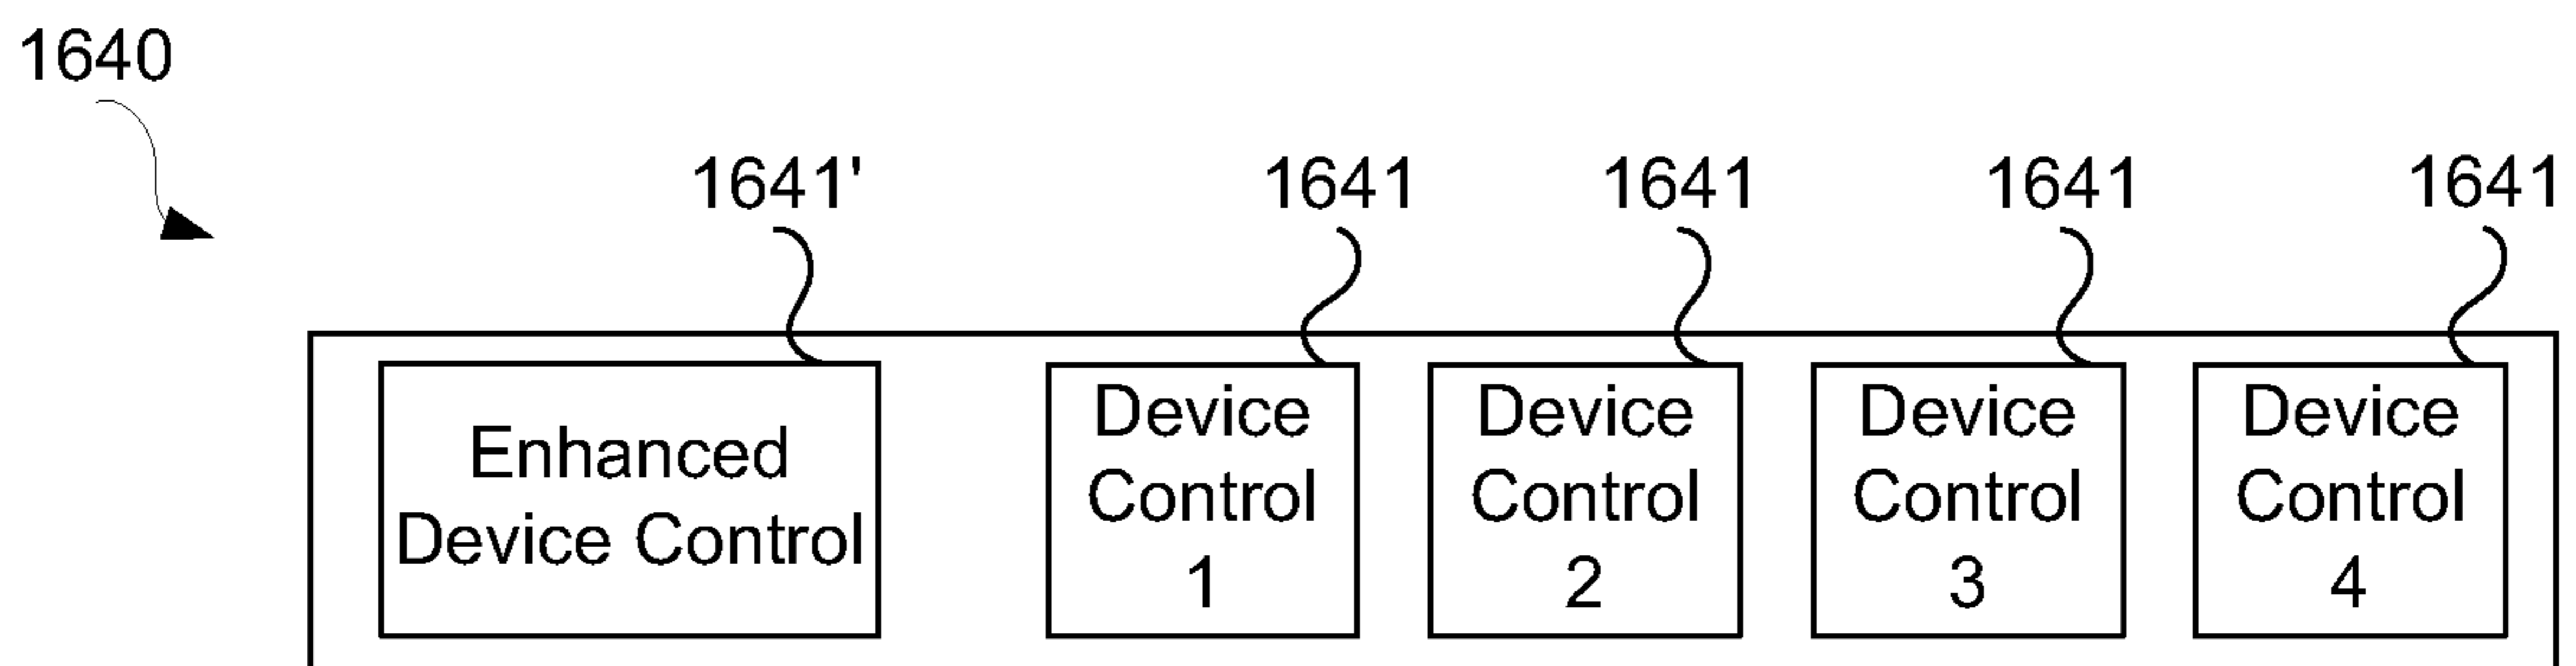 1640
1641' 1641 1641 1641 1641
Enhanced
Device Control
Device
Control
1
Device
Control
2
Device
Control
3
Device
Control
4